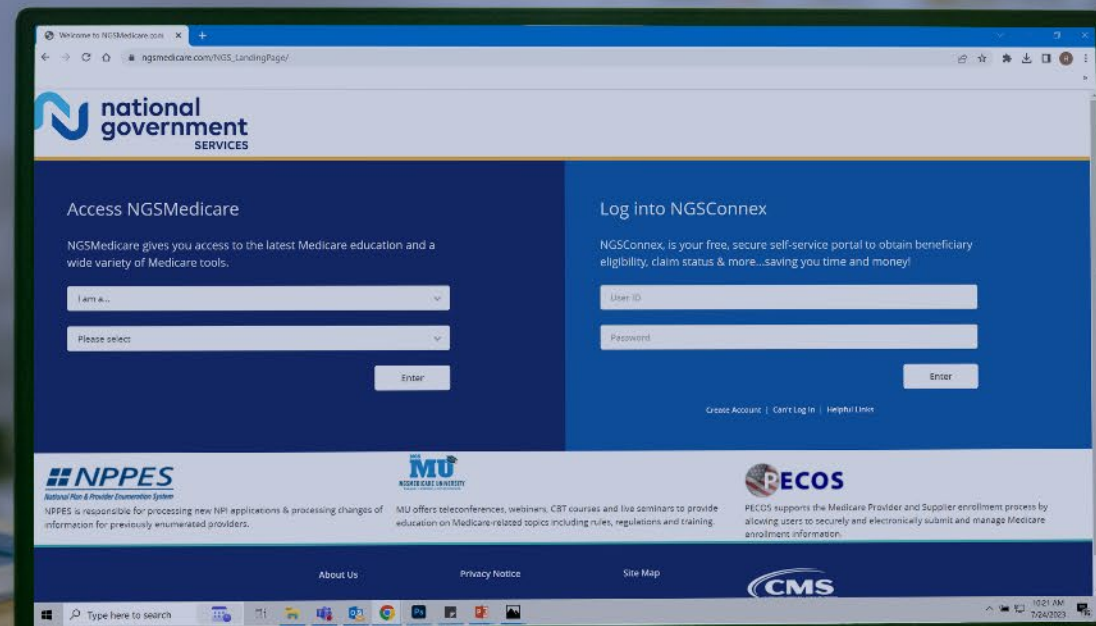 Welcome to NGSMedicare.com
ngsmedicare.com/NGS_LandingPage/
national
government
SERVICES
Access NGSMedicare
NGSMedicare gives you access to the latest Medicare education and a
wide variety of Medicare tools.
I am a...
Please select
Enter
Log into NGSConnex
NGSConnex, is your free, secure self-service portal to obtain beneficiary
eligibility, claim status & more...saving you time and money!
User ID
Password
Enter
Create Account | Can't Log In | Helpful Links
NPPES
National Plan & Provider Enumeration System
NPPES is responsible for processing new NPI applications & processing changes of
information for previously enumerated providers.
MU
NGSMEDICARE UNIVERSITY
MU offers teleconferences, webinars, CBT courses and live seminars to provide
education on Medicare-related topics including rules, regulations and training.
PECOS
PECOS supports the Medicare Provider and Supplier enrollment process by
allowing users to securely and electronically submit and manage Medicare
enrollment information.
About Us
Privacy Notice
Site Map
CMS
Type here to search
Ps
10:21 AM
7/24/2023